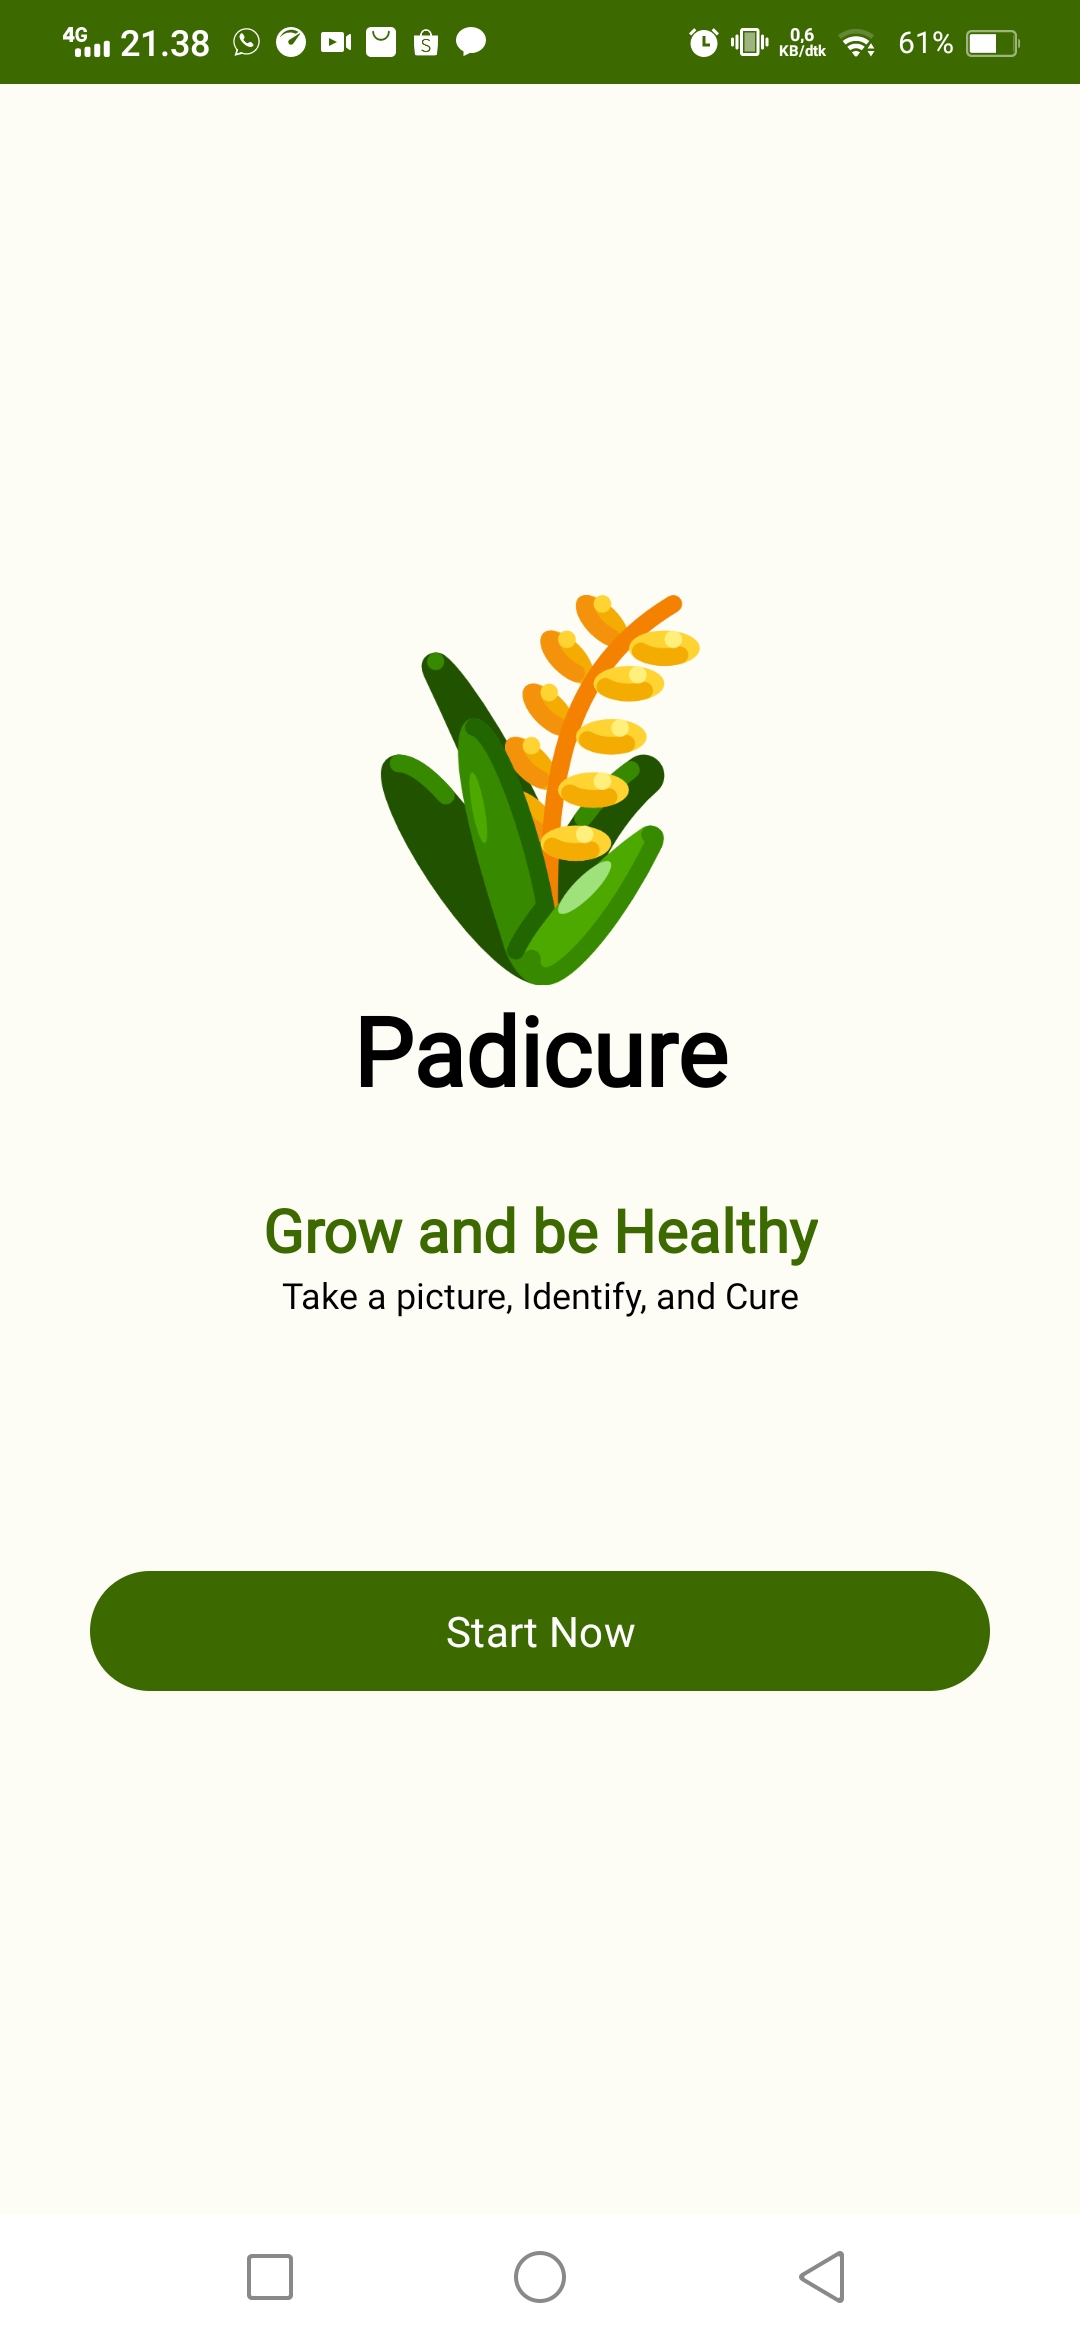 4G 21.38 0,6 KB/dtk 61%
Padicure
Grow and be Healthy
Take a picture, Identify, and Cure
Start Now